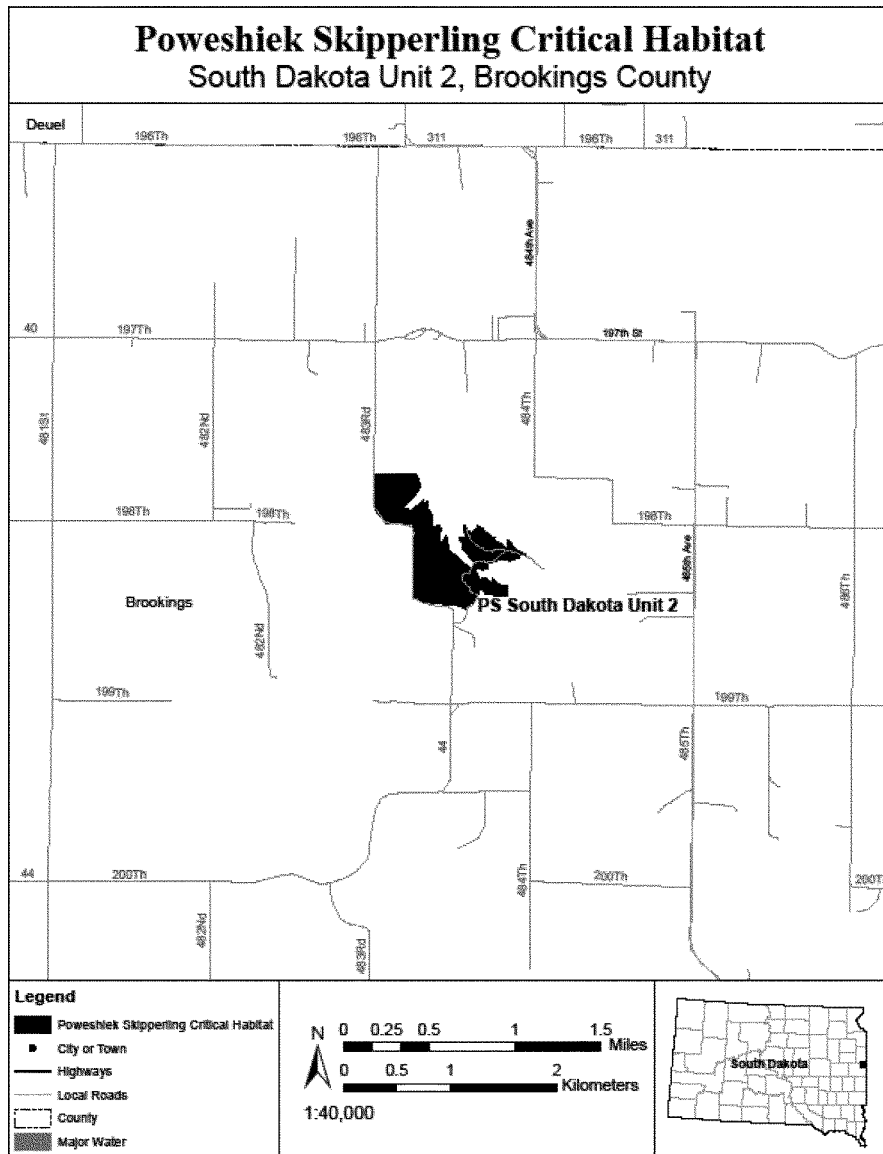 Poweshiek Skipperling Critical Habitat
South Dakota Unit 2, Brookings County
Deuel
196Th
196Th
311
196Th
311
484th Ave
40
197Th
197th St
481St
482Nd
483Rd
484Th
198Th
198Th
198Th
485th Ave
486Th
Brookings
482Nd
PS South Dakota Unit 2
199Th
199Th
44
485Th
44
200Th
484Th
200Th
200T
482Nd
483Rd
Legend
Poweshiek Skipperling Critical Habitat
City or Town
Highways
Local Roads
County
Major Water
N
0 0.25 0.5 1 1.5
Miles
0 0.5 1 2
Kilometers
1:40,000
South Dakota